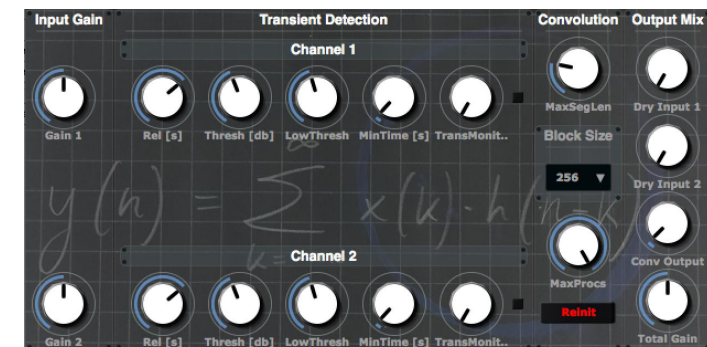 Input Gain
Transient Detection
Convolution
Output Mix
Channel 1
Gain 1
Rel [s]
Thresh [db]
LowThresh
MinTime [s]
TransMonit..
MaxSegLen
Dry Input 1
Block Size
256
Dry Input 2
y(n) = ∞ ∑ k= x(k)·h(n-k)
Channel 2
MaxProcs
Conv Output
Reinit
Gain 2
Rel [s]
Thresh [db]
LowThresh
MinTime [s]
TransMonit..
Total Gain